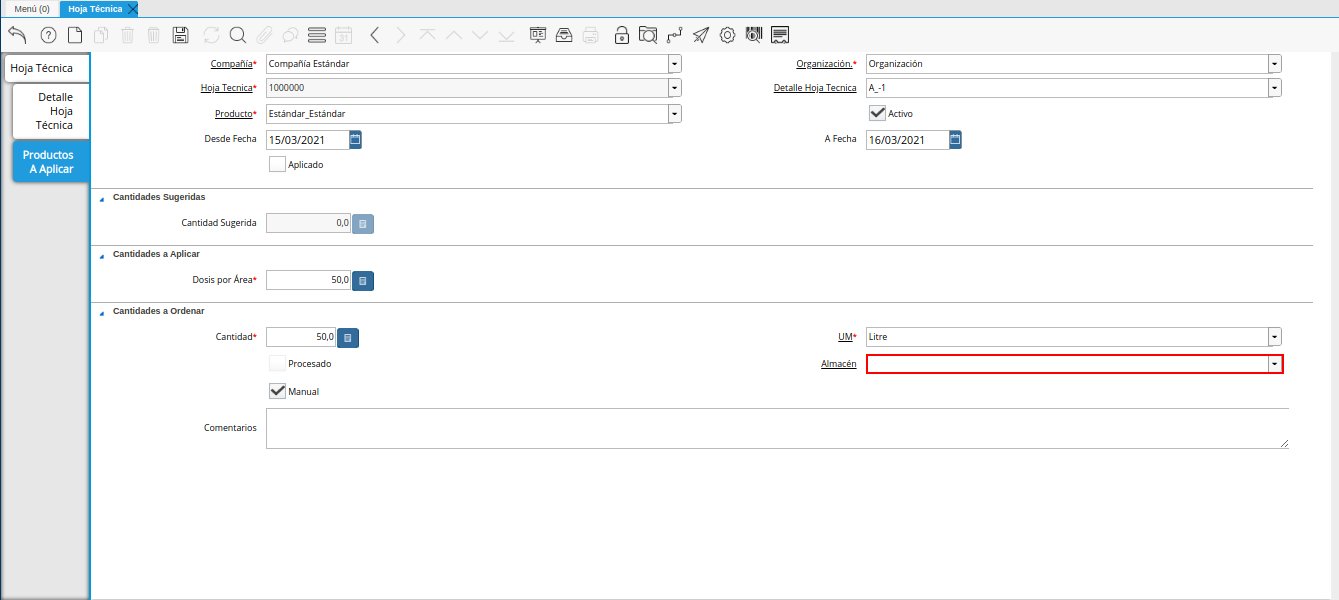 Menú (0)
Hoja Técnica
31
Hoja Técnica
Detalle
Hoja
Técnica
Productos
A Aplicar
Compañía* Compañía Estándar
Organización.* Organización
Hoja Tecnica* 1000000
Detalle Hoja Tecnica A_-1
Producto* Estándar_Estándar
Activo
Desde Fecha 15/03/2021
A Fecha 16/03/2021
Aplicado
Cantidades Sugeridas
Cantidad Sugerida 0,0
Cantidades a Aplicar
Dosis por Área* 50,0
Cantidades a Ordenar
Cantidad* 50,0
UM* Litre
Procesado
Almacén
Manual
Comentarios